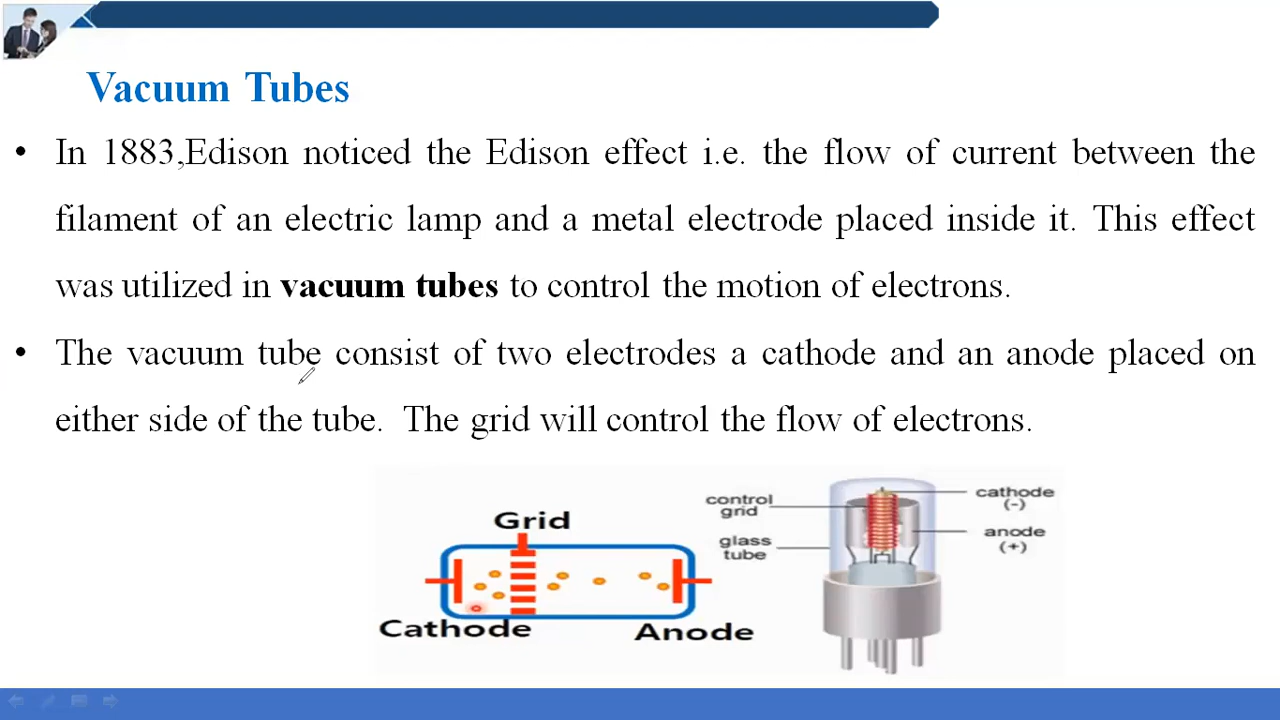 Vacuum Tubes
• In 1883,Edison noticed the Edison effect i.e. the flow of current between the
filament of an electric lamp and a metal electrode placed inside it. This effect
was utilized in vacuum tubes to control the motion of electrons.
• The vacuum tube consist of two electrodes a cathode and an anode placed on
either side of the tube. The grid will control the flow of electrons.
Grid
Cathode
Anode
control
grid
glass
tube
cathode
(-)
anode
(+)